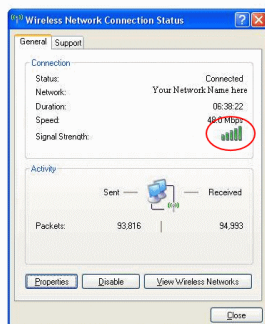 Wireless Network Connection Status
General Support
Connection
Status: Connected
Network: Your Network Name here
Duration: 06:38:22
Speed: 48.0 Mbps
Signal Strength:
Activity
Sent — — Received
Packets: 93,816 | 94,993
Properties Disable View Wireless Networks
Close